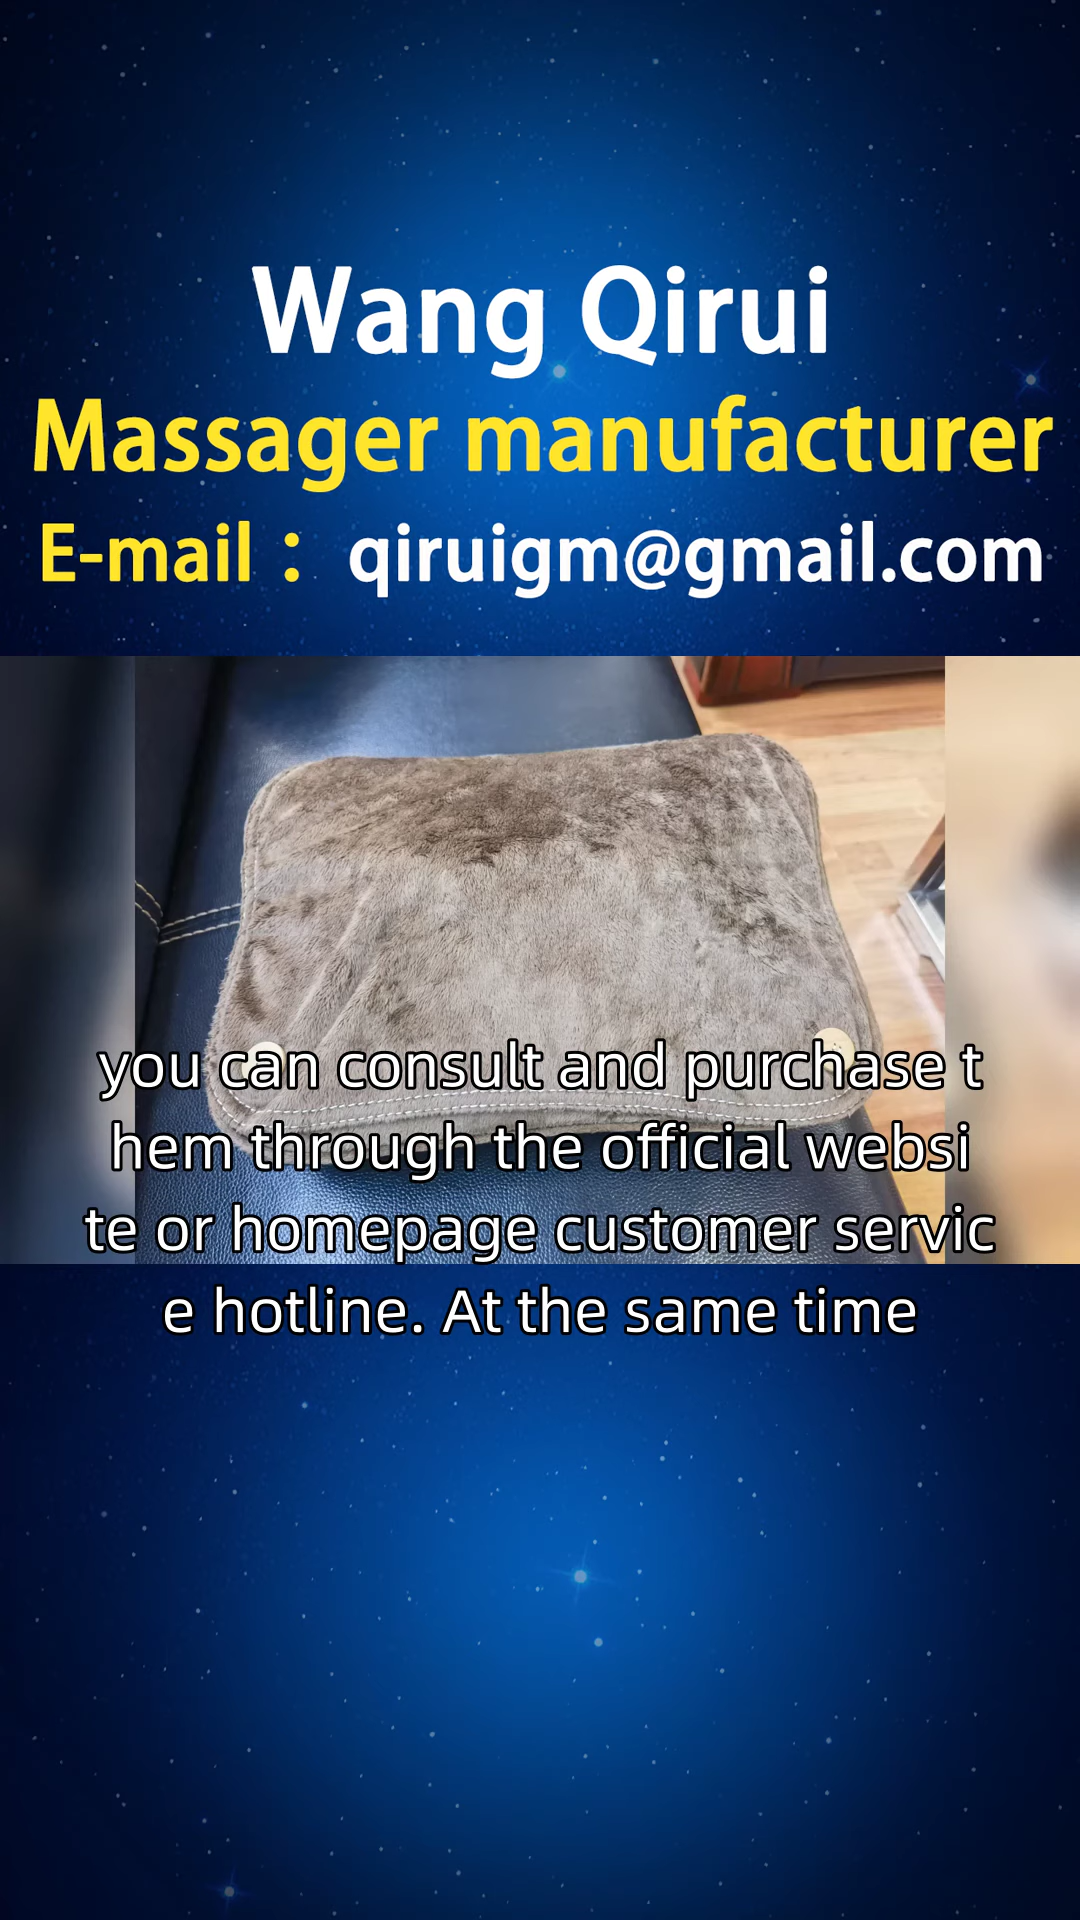 Wang Qirui
Massager manufacturer
E-mail： qiruigm@gmail.com
you can consult and purchase t
hem through the official websi
te or homepage customer servic
e hotline. At the same time